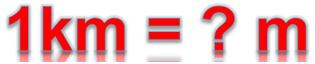 1km = ? m